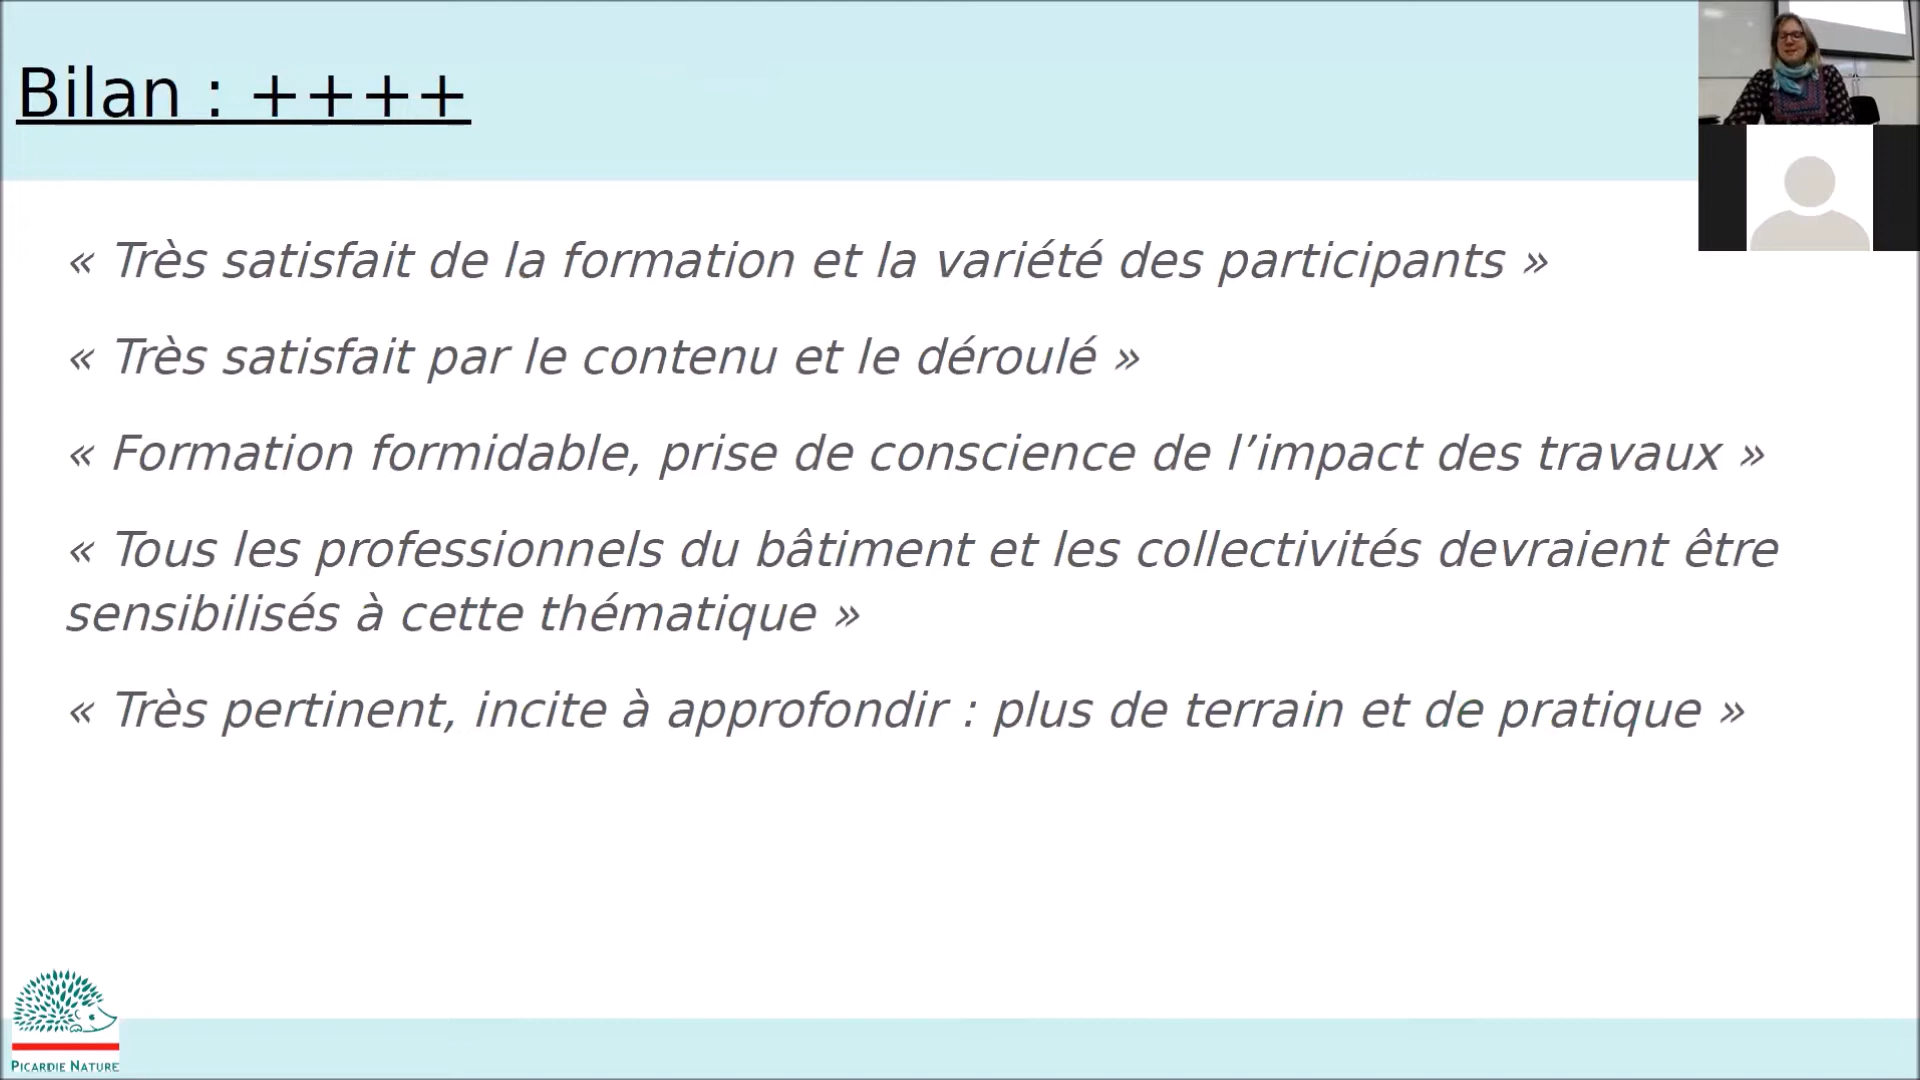 Bilan : ++++
« Très satisfait de la formation et la variété des participants »
« Très satisfait par le contenu et le déroulé »
« Formation formidable, prise de conscience de l’impact des travaux »
« Tous les professionnels du bâtiment et les collectivités devraient être
sensibilisés à cette thématique »
« Très pertinent, incite à approfondir : plus de terrain et de pratique »
PICARDIE NATURE